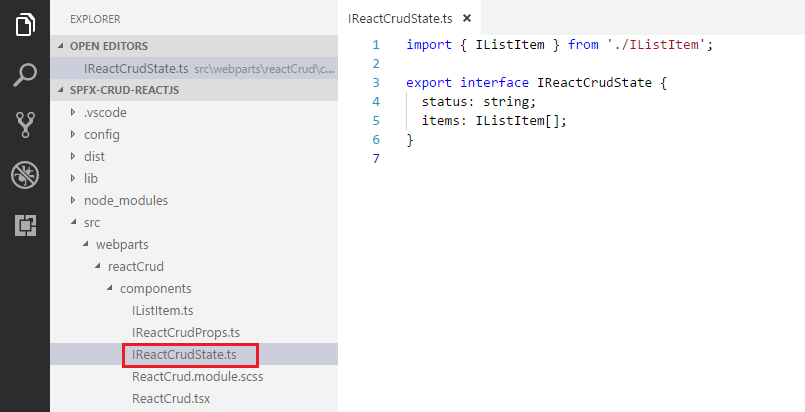 EXPLORER
OPEN EDITORS
IReactCrudState.ts src\webparts\reactCrud\c...
SPFX-CRUD-REACTJS
.vscode
config
dist
lib
node_modules
src
webparts
reactCrud
components
IListItem.ts
IReactCrudProps.ts
IReactCrudState.ts
ReactCrud.module.scss
ReactCrud.tsx
IReactCrudState.ts ×
1 import { IListItem } from './IListItem';
2
3 export interface IReactCrudState {
4 status: string;
5 items: IListItem[];
6 }
7